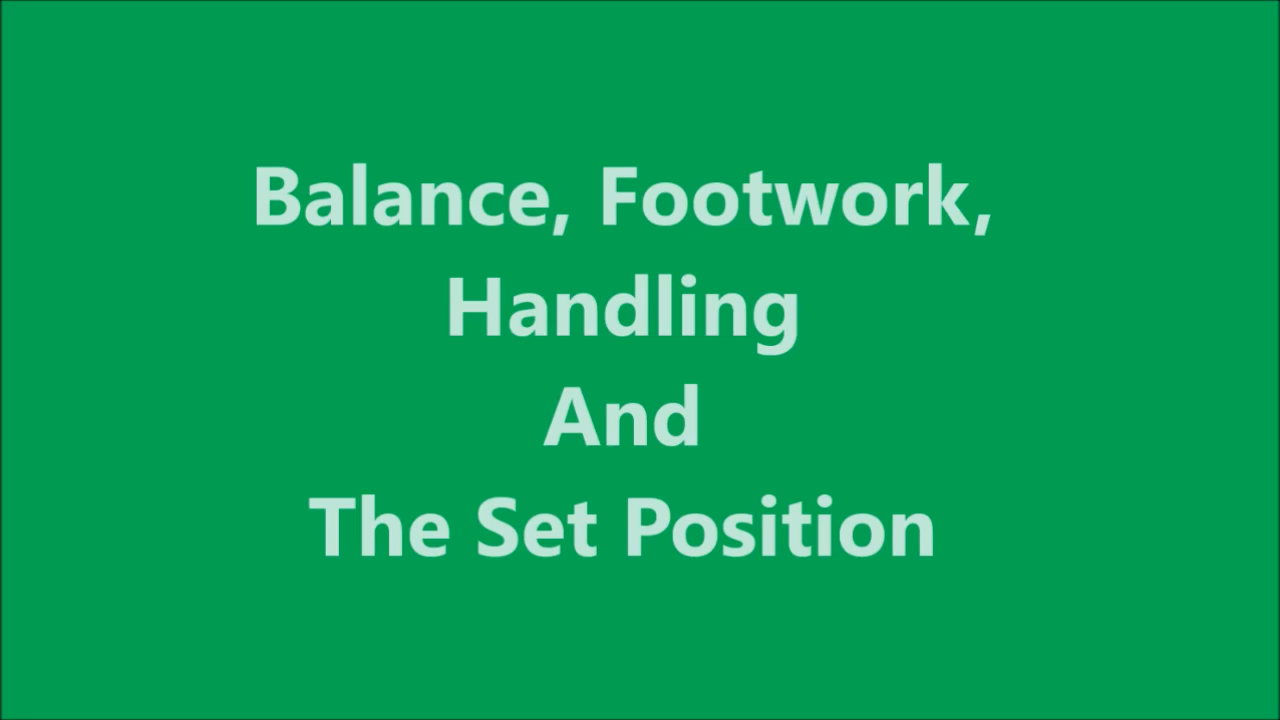 Balance, Footwork,
Handling
And
The Set Position